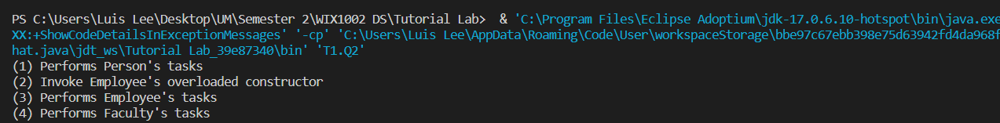 PS C:\Users\Luis Lee\Desktop\UM\Semester 2\WIX1002 DS\Tutorial Lab>  & 'C:\Program Files\Eclipse Adoptium\jdk-17.0.6.10-hotspot\bin\java.exe
XX:+ShowCodeDetailsInExceptionMessages' '-cp' 'C:\Users\Luis Lee\AppData\Roaming\Code\User\workspaceStorage\bbe97c67ebb398e75d63942fd4da968f
hat.java\jdt_ws\Tutorial Lab_39e87340\bin' 'T1.Q2'
(1) Performs Person's tasks
(2) Invoke Employee's overloaded constructor
(3) Performs Employee's tasks
(4) Performs Faculty's tasks